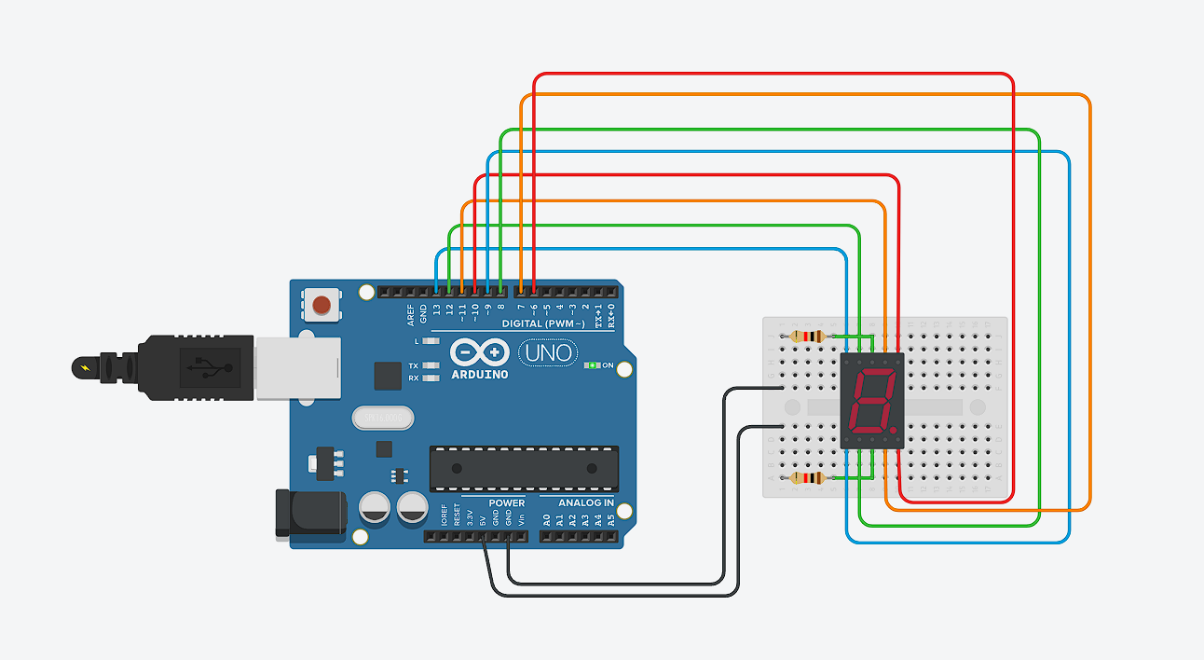 AREF
GND
13
12
~11
~10
~9
8
7
~6
~5
4
~3
2
TX→1
RX←0
DIGITAL (PWM~)
L
TX
RX
UNO
ARDUINO
ON
POWER
ANALOG IN
IOREF
RESET
3.3V
5V
GND
GND
Vin
A0
A1
A2
A3
A4
A5